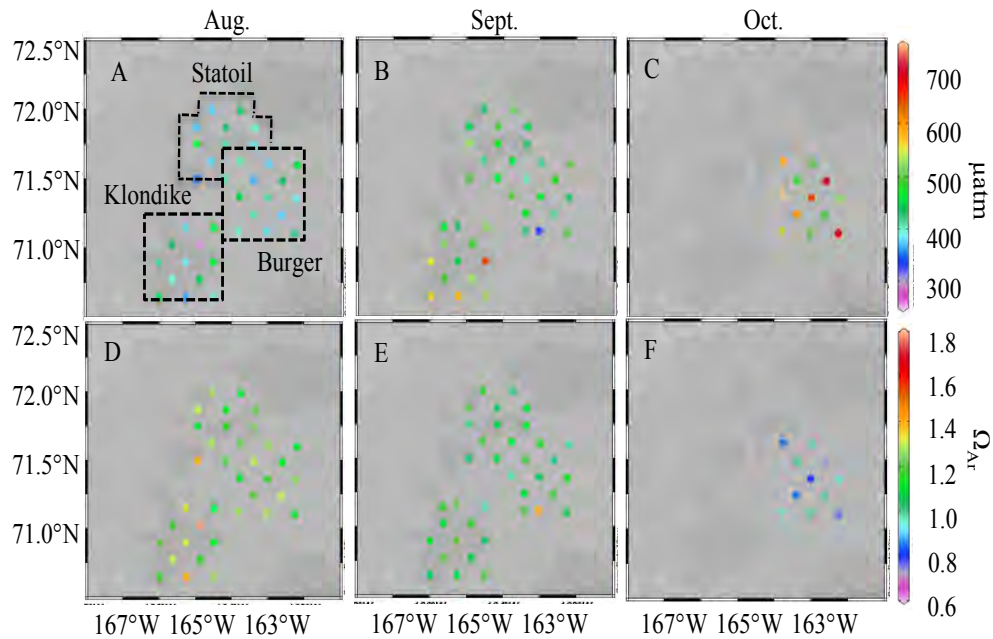 Aug. Sept. Oct.
72.5°N
72.0°N
71.5°N
71.0°N
A
Statoil
Klondike
Burger
B
C
700
600
500
400
300
µatm
72.5°N
72.0°N
71.5°N
71.0°N
D
E
F
1.8
1.6
1.4
1.2
1.0
0.8
0.6
ΩAr
167°W 165°W 163°W 167°W 165°W 163°W 167°W 165°W 163°W